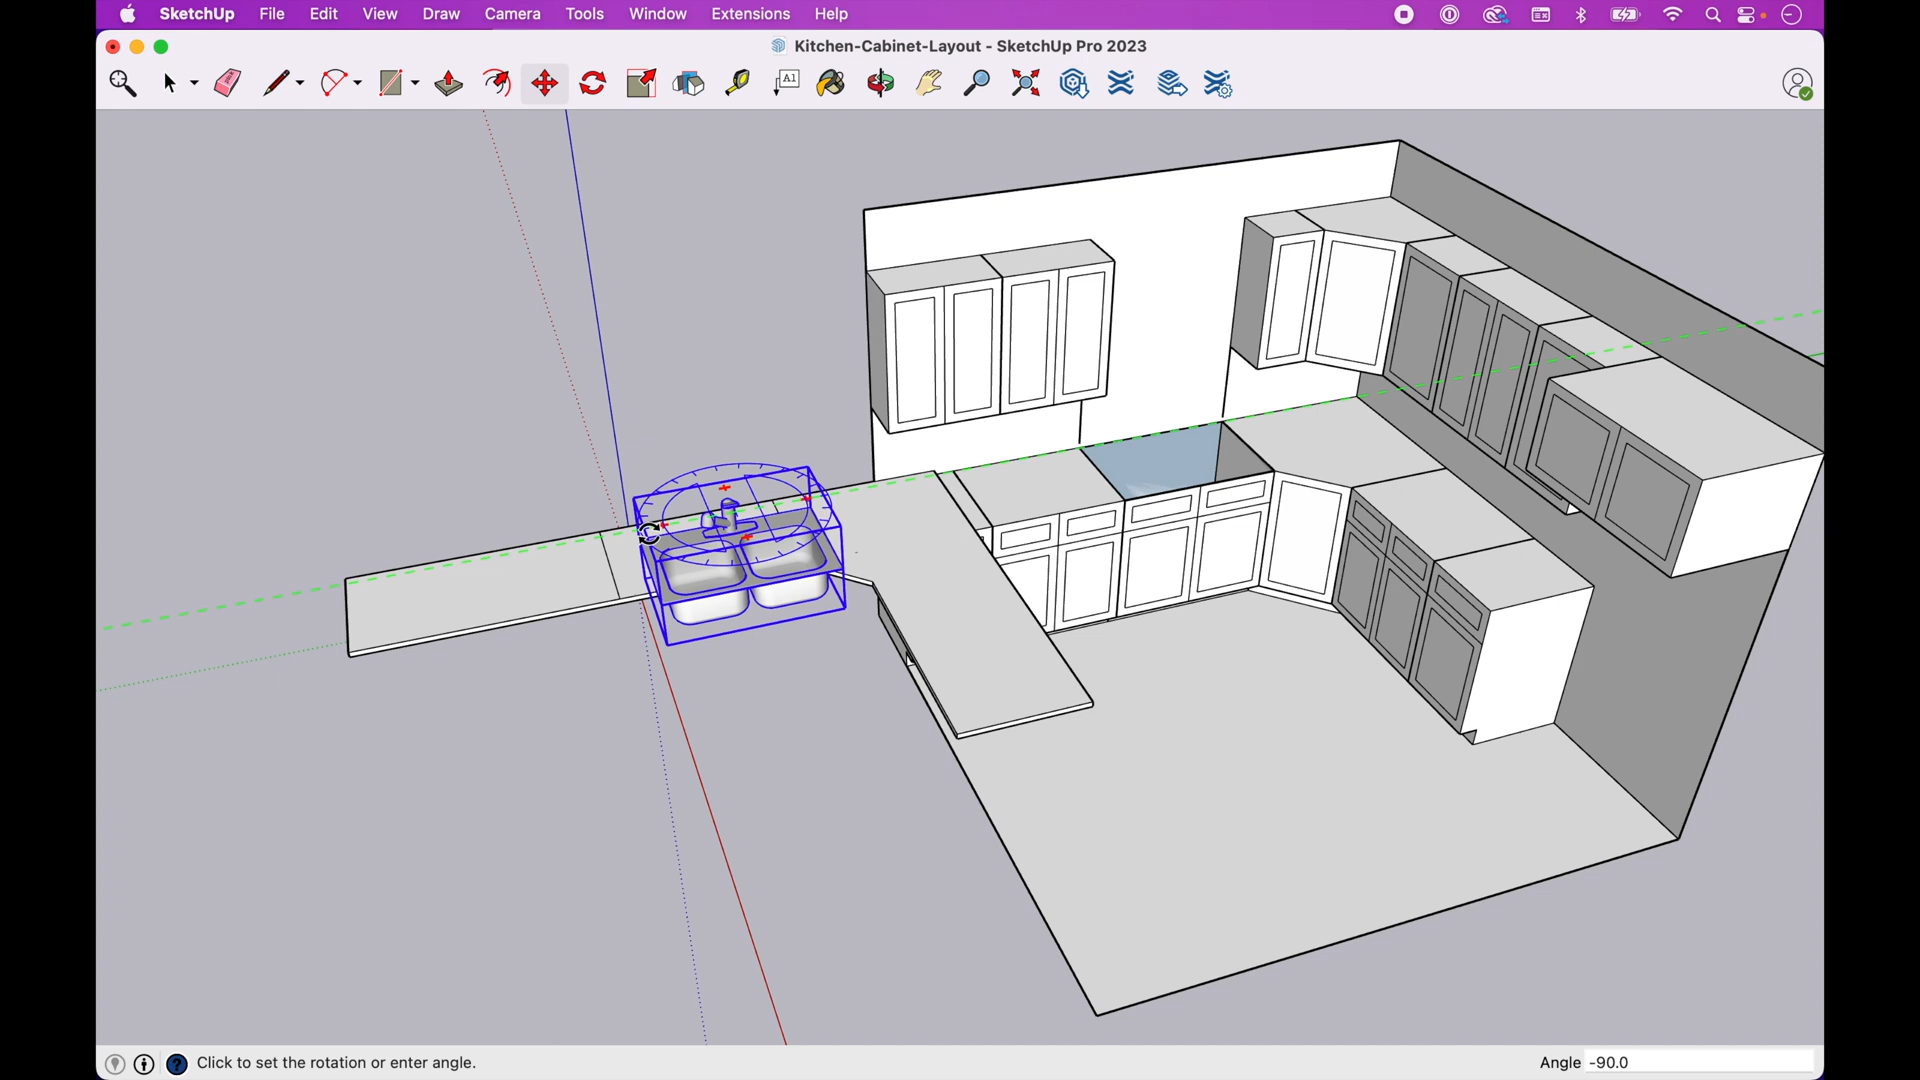 SketchUp File Edit View Draw Camera Tools Window Extensions Help
Kitchen-Cabinet-Layout - SketchUp Pro 2023
A1
Click to set the rotation or enter angle.
Angle -90.0